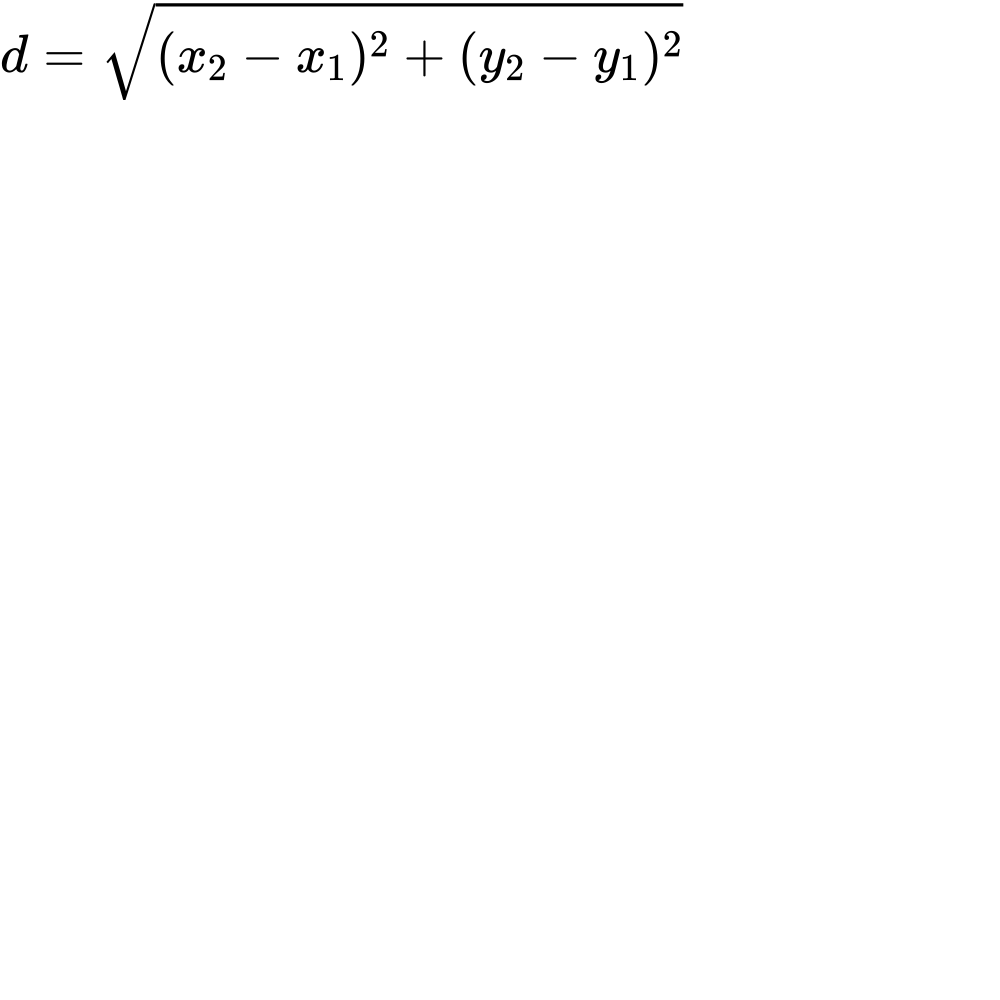 d = √(x₂ − x₁)² + (y₂ − y₁)²